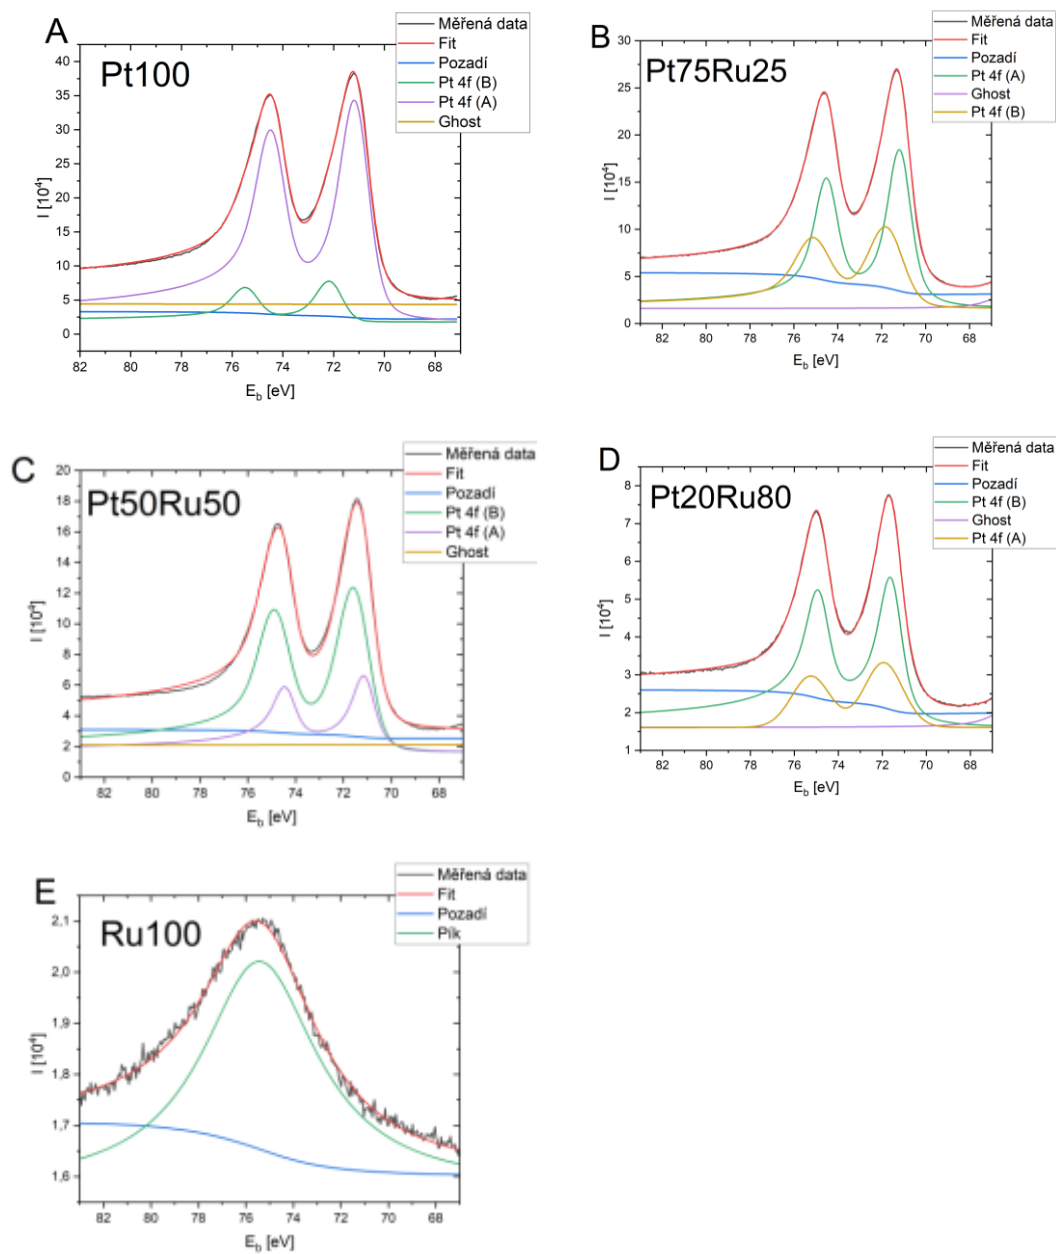 A
Pt100
Měřená data
Fit
Pozadí
Pt 4f (B)
Pt 4f (A)
Ghost
I [10⁴]
40
35
30
25
20
15
10
5
0
82 80 78 76 74 72 70 68
E_b [eV]
B
Pt75Ru25
Měřená data
Fit
Pozadí
Pt 4f (A)
Ghost
Pt 4f (B)
I [10⁴]
30
25
20
15
10
5
0
82 80 78 76 74 72 70 68
E_b [eV]
C
Pt50Ru50
Měřená data
Fit
Pozadí
Pt 4f (B)
Pt 4f (A)
Ghost
I [10⁴]
20
18
16
14
12
10
8
6
4
2
0
82 80 78 76 74 72 70 68
E_b [eV]
D
Pt20Ru80
Měřená data
Fit
Pozadí
Pt 4f (B)
Ghost
Pt 4f (A)
I [10⁴]
8
7
6
5
4
3
2
1
82 80 78 76 74 72 70 68
E_b [eV]
E
Ru100
Měřená data
Fit
Pozadí
Pík
I [10⁴]
2,1
2,0
1,9
1,8
1,7
1,6
82 80 78 76 74 72 70 68
E_b [eV]